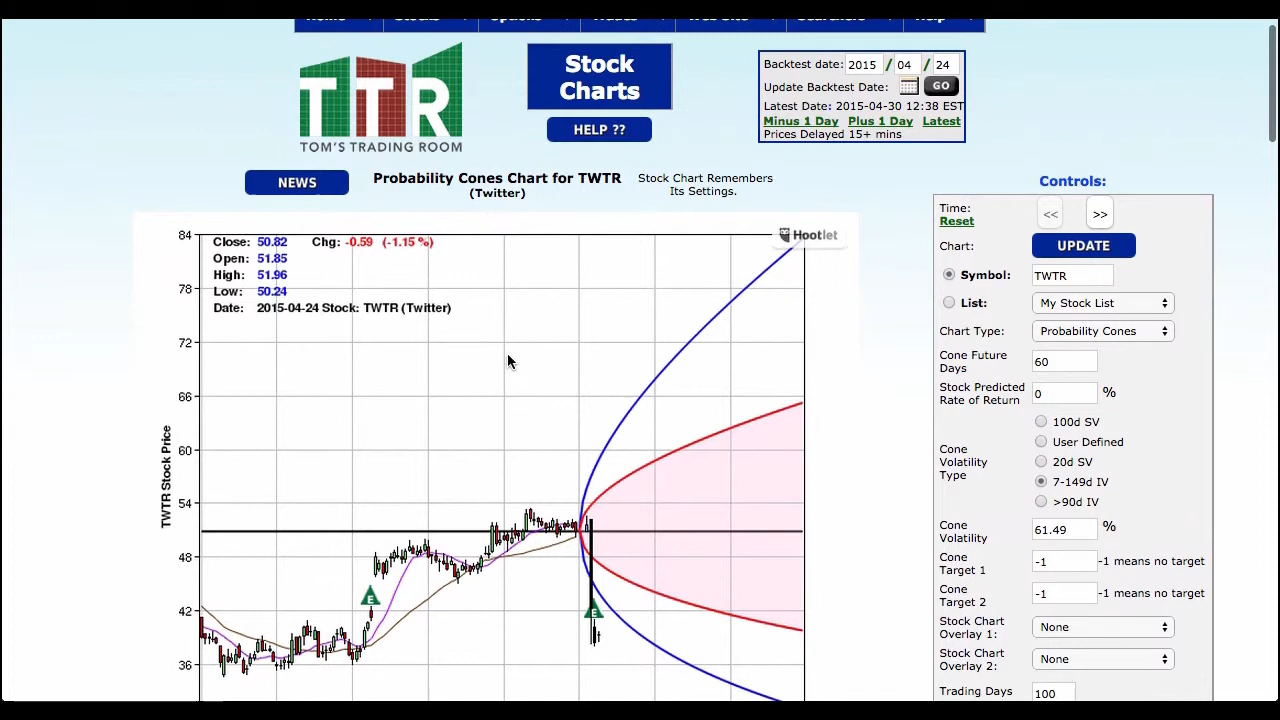 Home Stocks Options Trades Web Site Searchers Help
TTR
TOM'S TRADING ROOM
Stock
Charts
HELP ??
Backtest date: 2015 / 04 / 24
Update Backtest Date: GO
Latest Date: 2015-04-30 12:38 EST
Minus 1 Day Plus 1 Day Latest
Prices Delayed 15+ mins
NEWS
Probability Cones Chart for TWTR
(Twitter)
Stock Chart Remembers
Its Settings.
Hootlet
Close: 50.82 Chg: -0.59 (-1.15 %)
Open: 51.85
High: 51.96
Low: 50.24
Date: 2015-04-24 Stock: TWTR (Twitter)
TWTR Stock Price
84
78
72
66
60
54
48
42
36
E
E
Controls:
Time:
Reset
<< >>
Chart: UPDATE
Symbol: TWTR
List: My Stock List
Chart Type: Probability Cones
Cone Future
Days
60
Stock Predicted
Rate of Return
0 %
Cone
Volatility
Type
100d SV
User Defined
20d SV
7-149d IV
>90d IV
Cone
Volatility
61.49 %
Cone
Target 1
-1 -1 means no target
Cone
Target 2
-1 -1 means no target
Stock Chart
Overlay 1:
None
Stock Chart
Overlay 2:
None
Trading Days
100